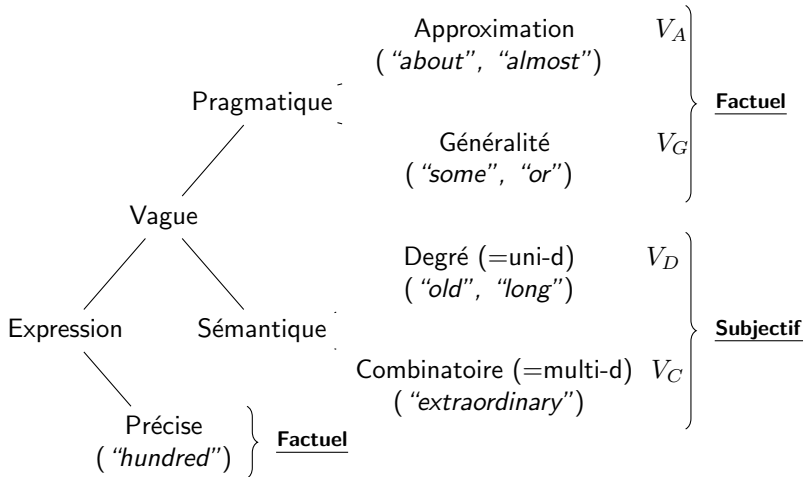 Approximation V_A
(“about”, “almost”)
Pragmatique
Factuel
Généralité V_G
(“some”, “or”)
Vague
Degré (=uni-d) V_D
(“old”, “long”)
Expression
Sémantique
Subjectif
Combinatoire (=multi-d) V_C
(“extraordinary”)
Précise
(“hundred”)
Factuel